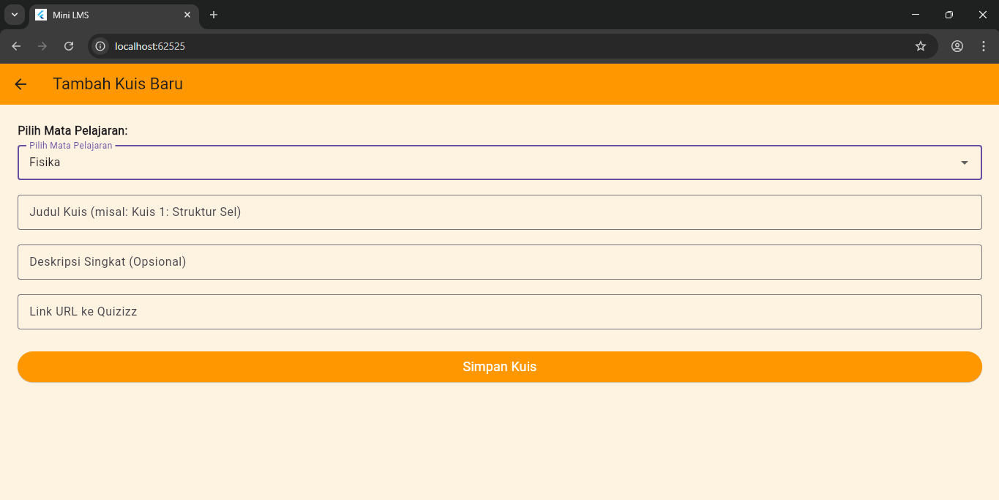 Mini LMS
localhost:62525
Tambah Kuis Baru
Pilih Mata Pelajaran:
Pilih Mata Pelajaran
Fisika
Judul Kuis (misal: Kuis 1: Struktur Sel)
Deskripsi Singkat (Opsional)
Link URL ke Quizizz
Simpan Kuis